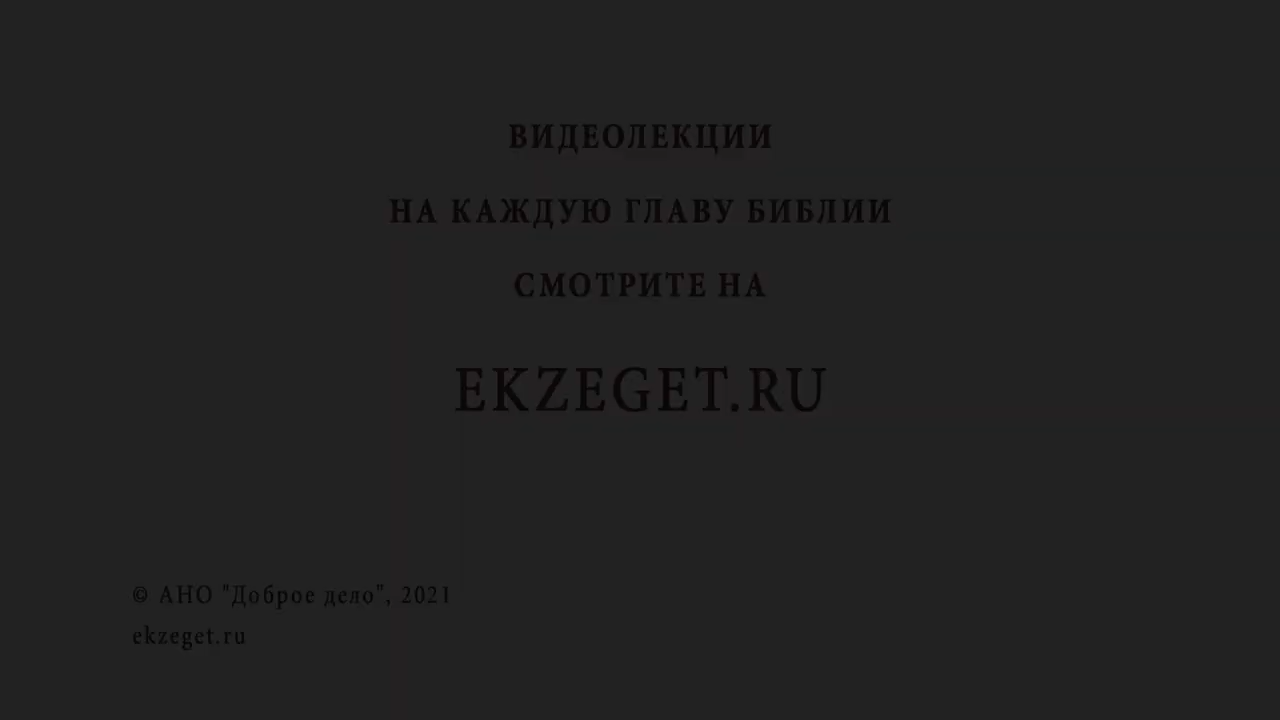 ВИДЕОЛЕКЦИИ
НА КАЖДУЮ ГЛАВУ БИБЛИИ
СМОТРИТЕ НА
EKZEGET.RU
© АНО "Доброе дело", 2021
ekzeget.ru